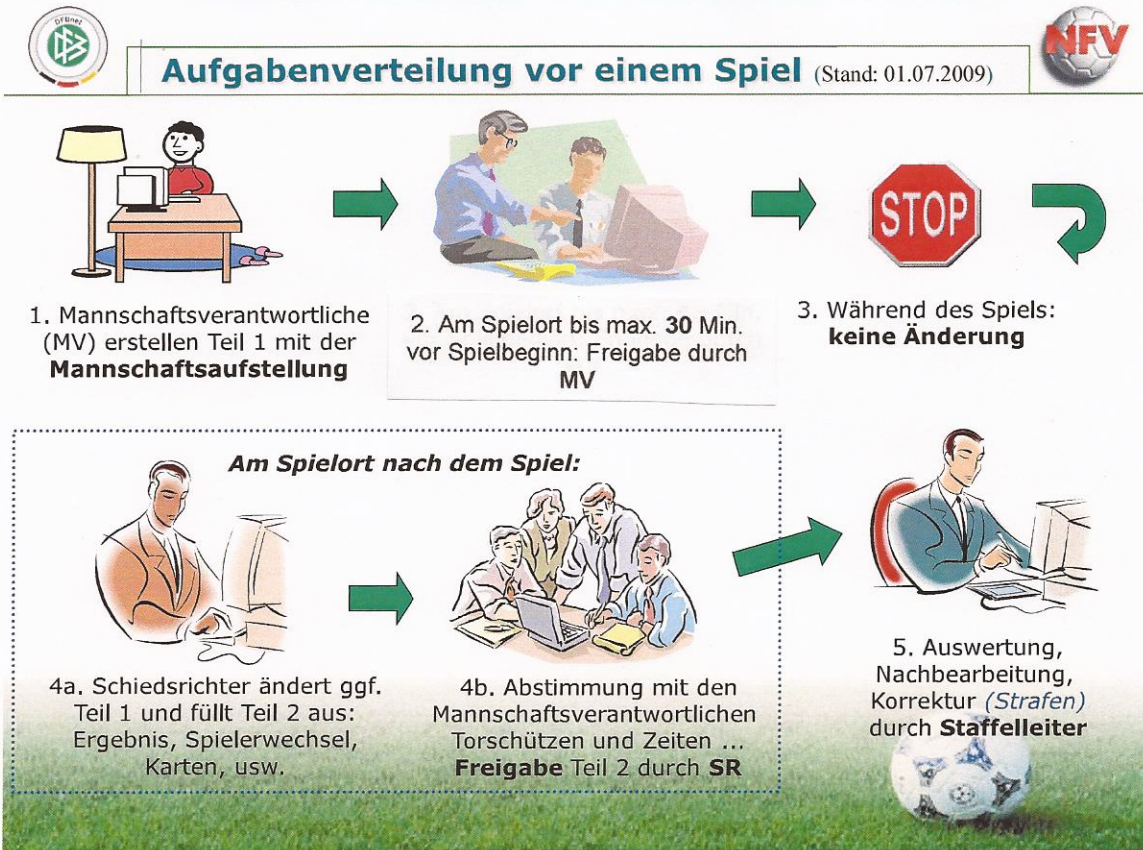 DFBnet
DFB
NFV
Aufgabenverteilung vor einem Spiel (Stand: 01.07.2009)
STOP
1. Mannschaftsverantwortliche
(MV) erstellen Teil 1 mit der
Mannschaftsaufstellung
2. Am Spielort bis max. 30 Min.
vor Spielbeginn: Freigabe durch
MV
3. Während des Spiels:
keine Änderung
Am Spielort nach dem Spiel:
4a. Schiedsrichter ändert ggf.
Teil 1 und füllt Teil 2 aus:
Ergebnis, Spielerwechsel,
Karten, usw.
4b. Abstimmung mit den
Mannschaftsverantwortlichen
Torschützen und Zeiten ...
Freigabe Teil 2 durch SR
5. Auswertung,
Nachbearbeitung,
Korrektur (Strafen)
durch Staffelleiter